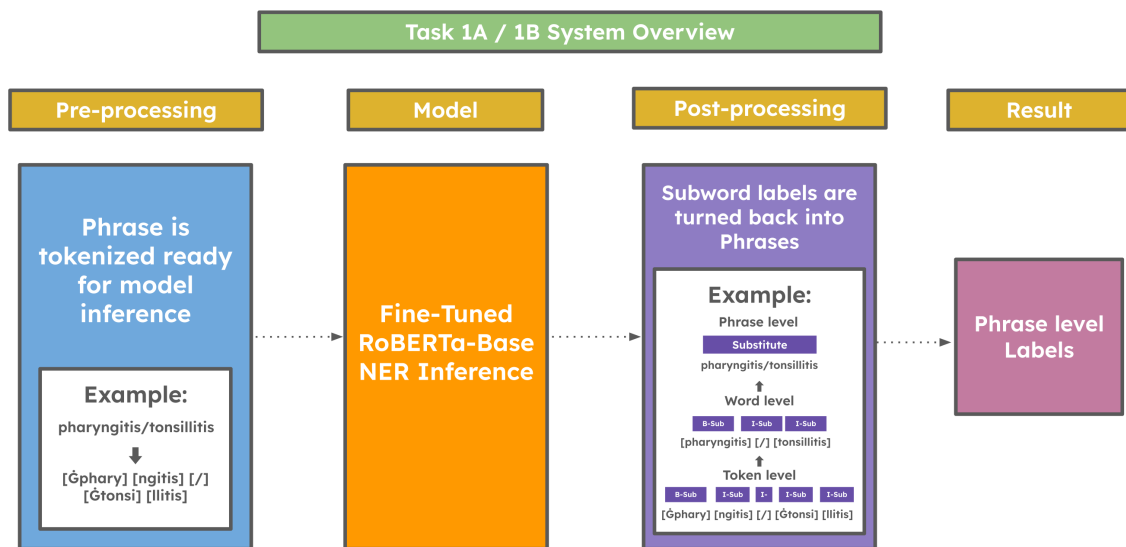 Task 1A / 1B System Overview
Pre-processing
Model
Post-processing
Result
Phrase is
tokenized ready
for model
inference
Example:
pharyngitis/tonsillitis
[Ġphary] [ngitis] [/]
[Ġtonsi] [llitis]
Fine-Tuned
RoBERTa-Base
NER Inference
Subword labels are
turned back into
Phrases
Example:
Phrase level
Substitute
pharyngitis/tonsillitis
Word level
B-Sub I-Sub I-Sub
[pharyngitis] [/] [tonsillitis]
Token level
B-Sub I-Sub I- I-Sub I-Sub
[Ġphary] [ngitis] [/] [Ġtonsi] [llitis]
Phrase level
Labels